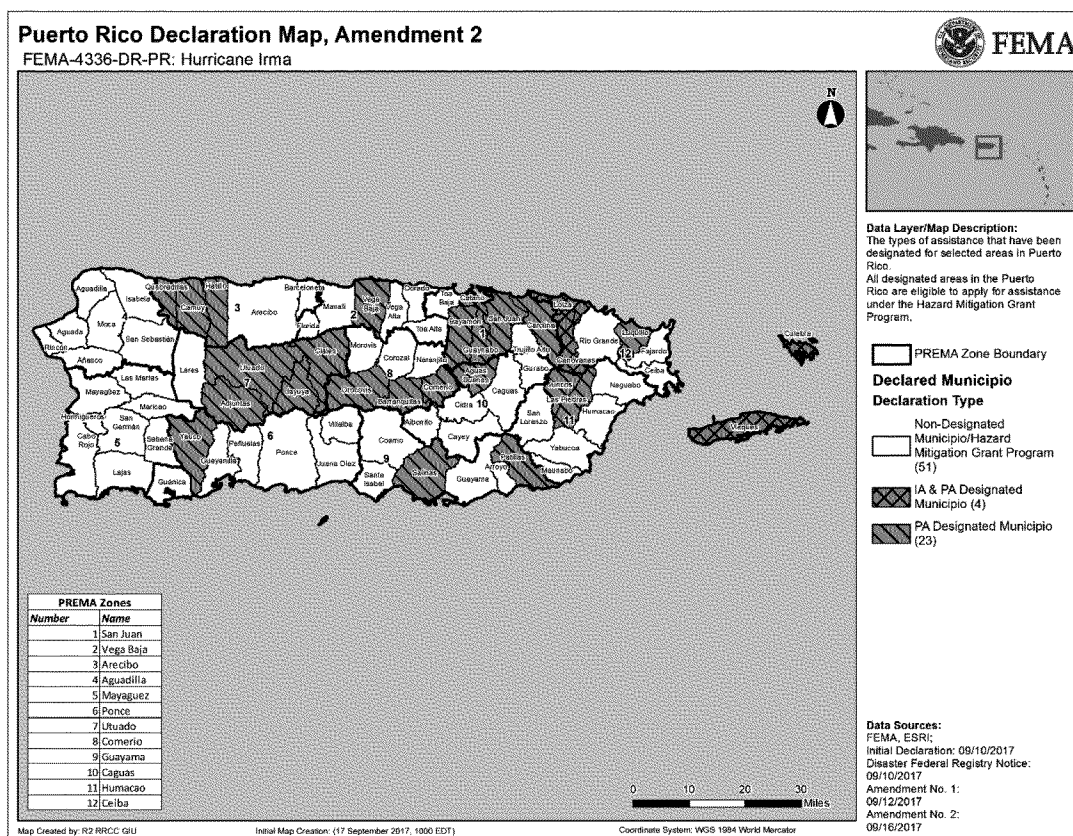 Puerto Rico Declaration Map, Amendment 2
FEMA-4336-DR-PR: Hurricane Irma
FEMA
N
Data Layer/Map Description:
The types of assistance that have been
designated for selected areas in Puerto
Rico.
All designated areas in the Puerto
Rico are eligible to apply for assistance
under the Hazard Mitigation Grant
Program.
PREMA Zone Boundary
Declared Municipio
Declaration Type
Non-Designated
Municipio/Hazard
Mitigation Grant Program
(51)
IA & PA Designated
Municipio (4)
PA Designated Municipio
(23)
Aguadilla
Isabela
Quebradillas
Camuy
Hatillo
3
Arecibo
Barceloneta
Manati
Florida
2
Vega
Baja
Vega
Alta
Dorado
Toa
Baja
Toa Alta
Cataño
Bayamon
San Juan
1
Guaynabo
Carolina
Trujillo Alto
Loiza
Canovanas
Rio Grande
Luquillo
12
Fajardo
Ceiba
Culebra
Vieques
Aguada
Rincón
Moca
San Sebastián
Añasco
Lares
Utuado
7
Ciales
Morovis
Corozal
8
Naranjito
Aguas
Buenas
Gurabo
Caguas
Juncos
Las Piedras
Naguabo
Humacao
11
San
Lorenzo
Yabucoa
Maunabo
Las Marias
Mayagüez
Maricao
Adjuntas
Jayuya
Orocovis
Barranquitas
Comerio
Cidra
10
Cayey
Aibonito
Hormigueros
San
Germán
Cabo
Rojo
5
Sabana
Grande
Lajas
Guánica
Yauco
Guayanilla
Peñuelas
6
Ponce
Juana Díaz
Villalba
Coamo
9
Santa
Isabel
Salinas
Guayama
Arroyo
Patillas
PREMA Zones
Number Name
1 San Juan
2 Vega Baja
3 Arecibo
4 Aguadilla
5 Mayaguez
6 Ponce
7 Utuado
8 Comerio
9 Guayama
10 Caguas
11 Humacao
12 Ceiba
0 10 20 30
Miles
Data Sources:
FEMA, ESRI;
Initial Declaration: 09/10/2017
Disaster Federal Registry Notice:
09/10/2017
Amendment No. 1:
09/12/2017
Amendment No. 2:
09/16/2017
Map Created by: R2 RRCC GIU
Initial Map Creation: (17 September 2017, 1000 EDT)
Coordinate System: WGS 1984 World Mercator